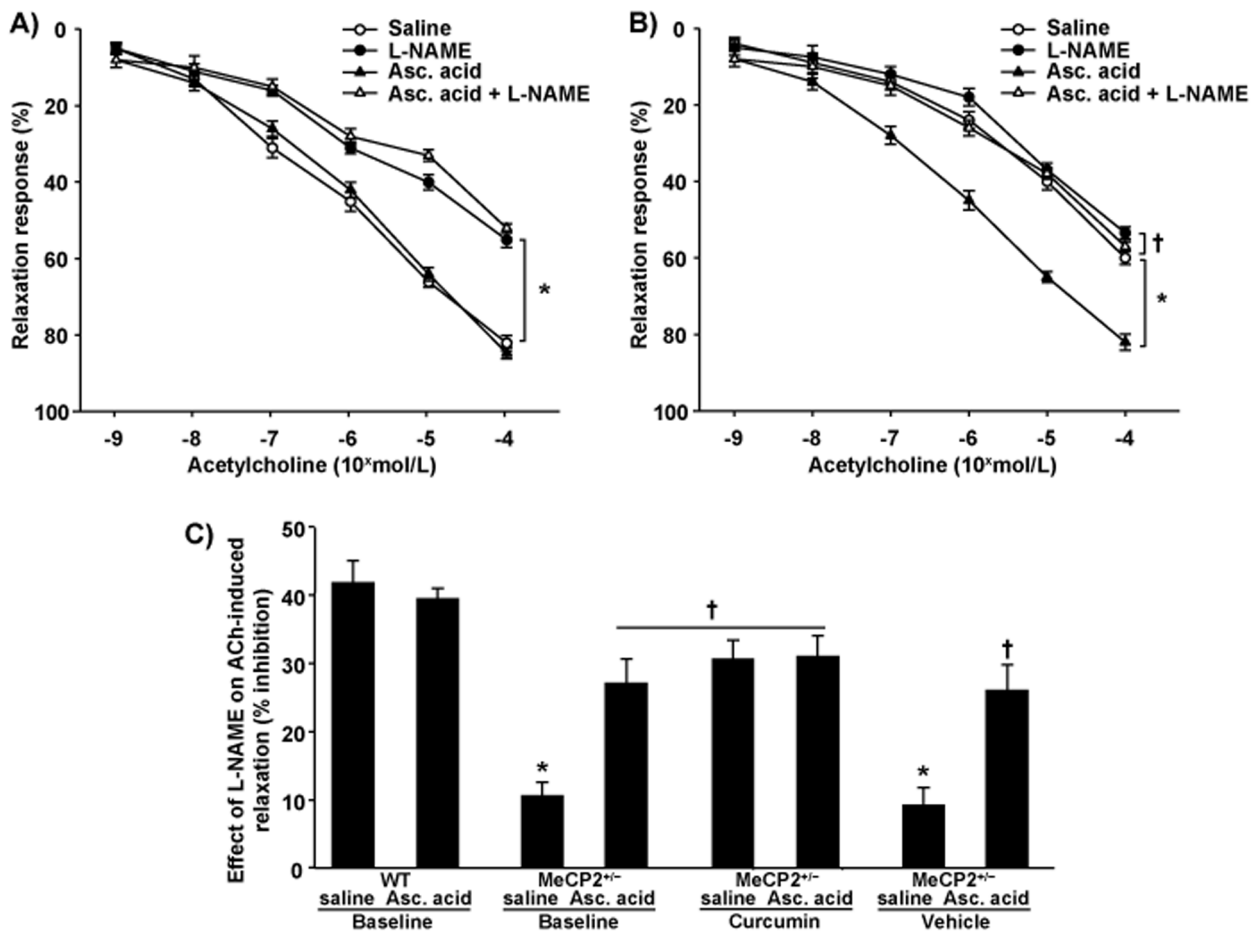 A)
Saline
L-NAME
Asc. acid
Asc. acid + L-NAME
Relaxation response (%)
0
20
40
60
80
100
*
-9 -8 -7 -6 -5 -4
Acetylcholine (10ˣmol/L)
B)
Saline
L-NAME
Asc. acid
Asc. acid + L-NAME
Relaxation response (%)
0
20
40
60
80
100
†
*
-9 -8 -7 -6 -5 -4
Acetylcholine (10ˣmol/L)
C)
Effect of L-NAME on ACh-induced
relaxation (% inhibition)
50
40
30
20
10
0
*
†
*
†
WT MeCP2⁺/⁻ MeCP2⁺/⁻ MeCP2⁺/⁻
saline Asc. acid saline Asc. acid saline Asc. acid saline Asc. acid
Baseline Baseline Curcumin Vehicle